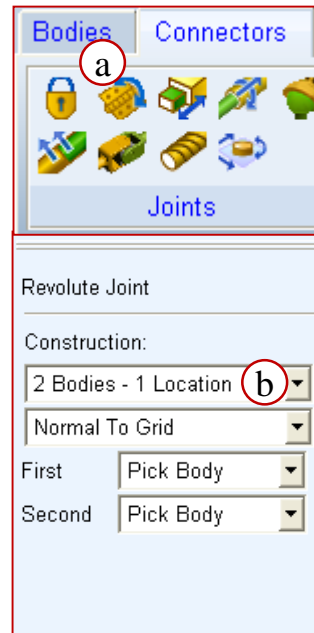 Bodies Connectors
a
Joints
Revolute Joint
Construction:
2 Bodies - 1 Location b
Normal To Grid
First Pick Body
Second Pick Body